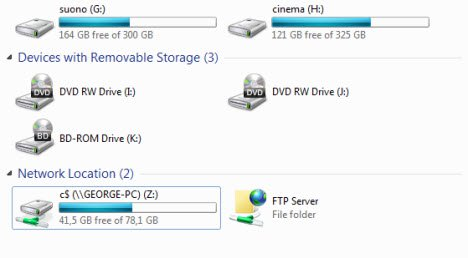 suono (G:)
164 GB free of 300 GB
cinema (H:)
121 GB free of 325 GB
Devices with Removable Storage (3)
DVD
DVD RW Drive (I:)
DVD
DVD RW Drive (J:)
BD
BD-ROM Drive (K:)
Network Location (2)
c$ (\\GEORGE-PC) (Z:)
41,5 GB free of 78,1 GB
FTP Server
File folder